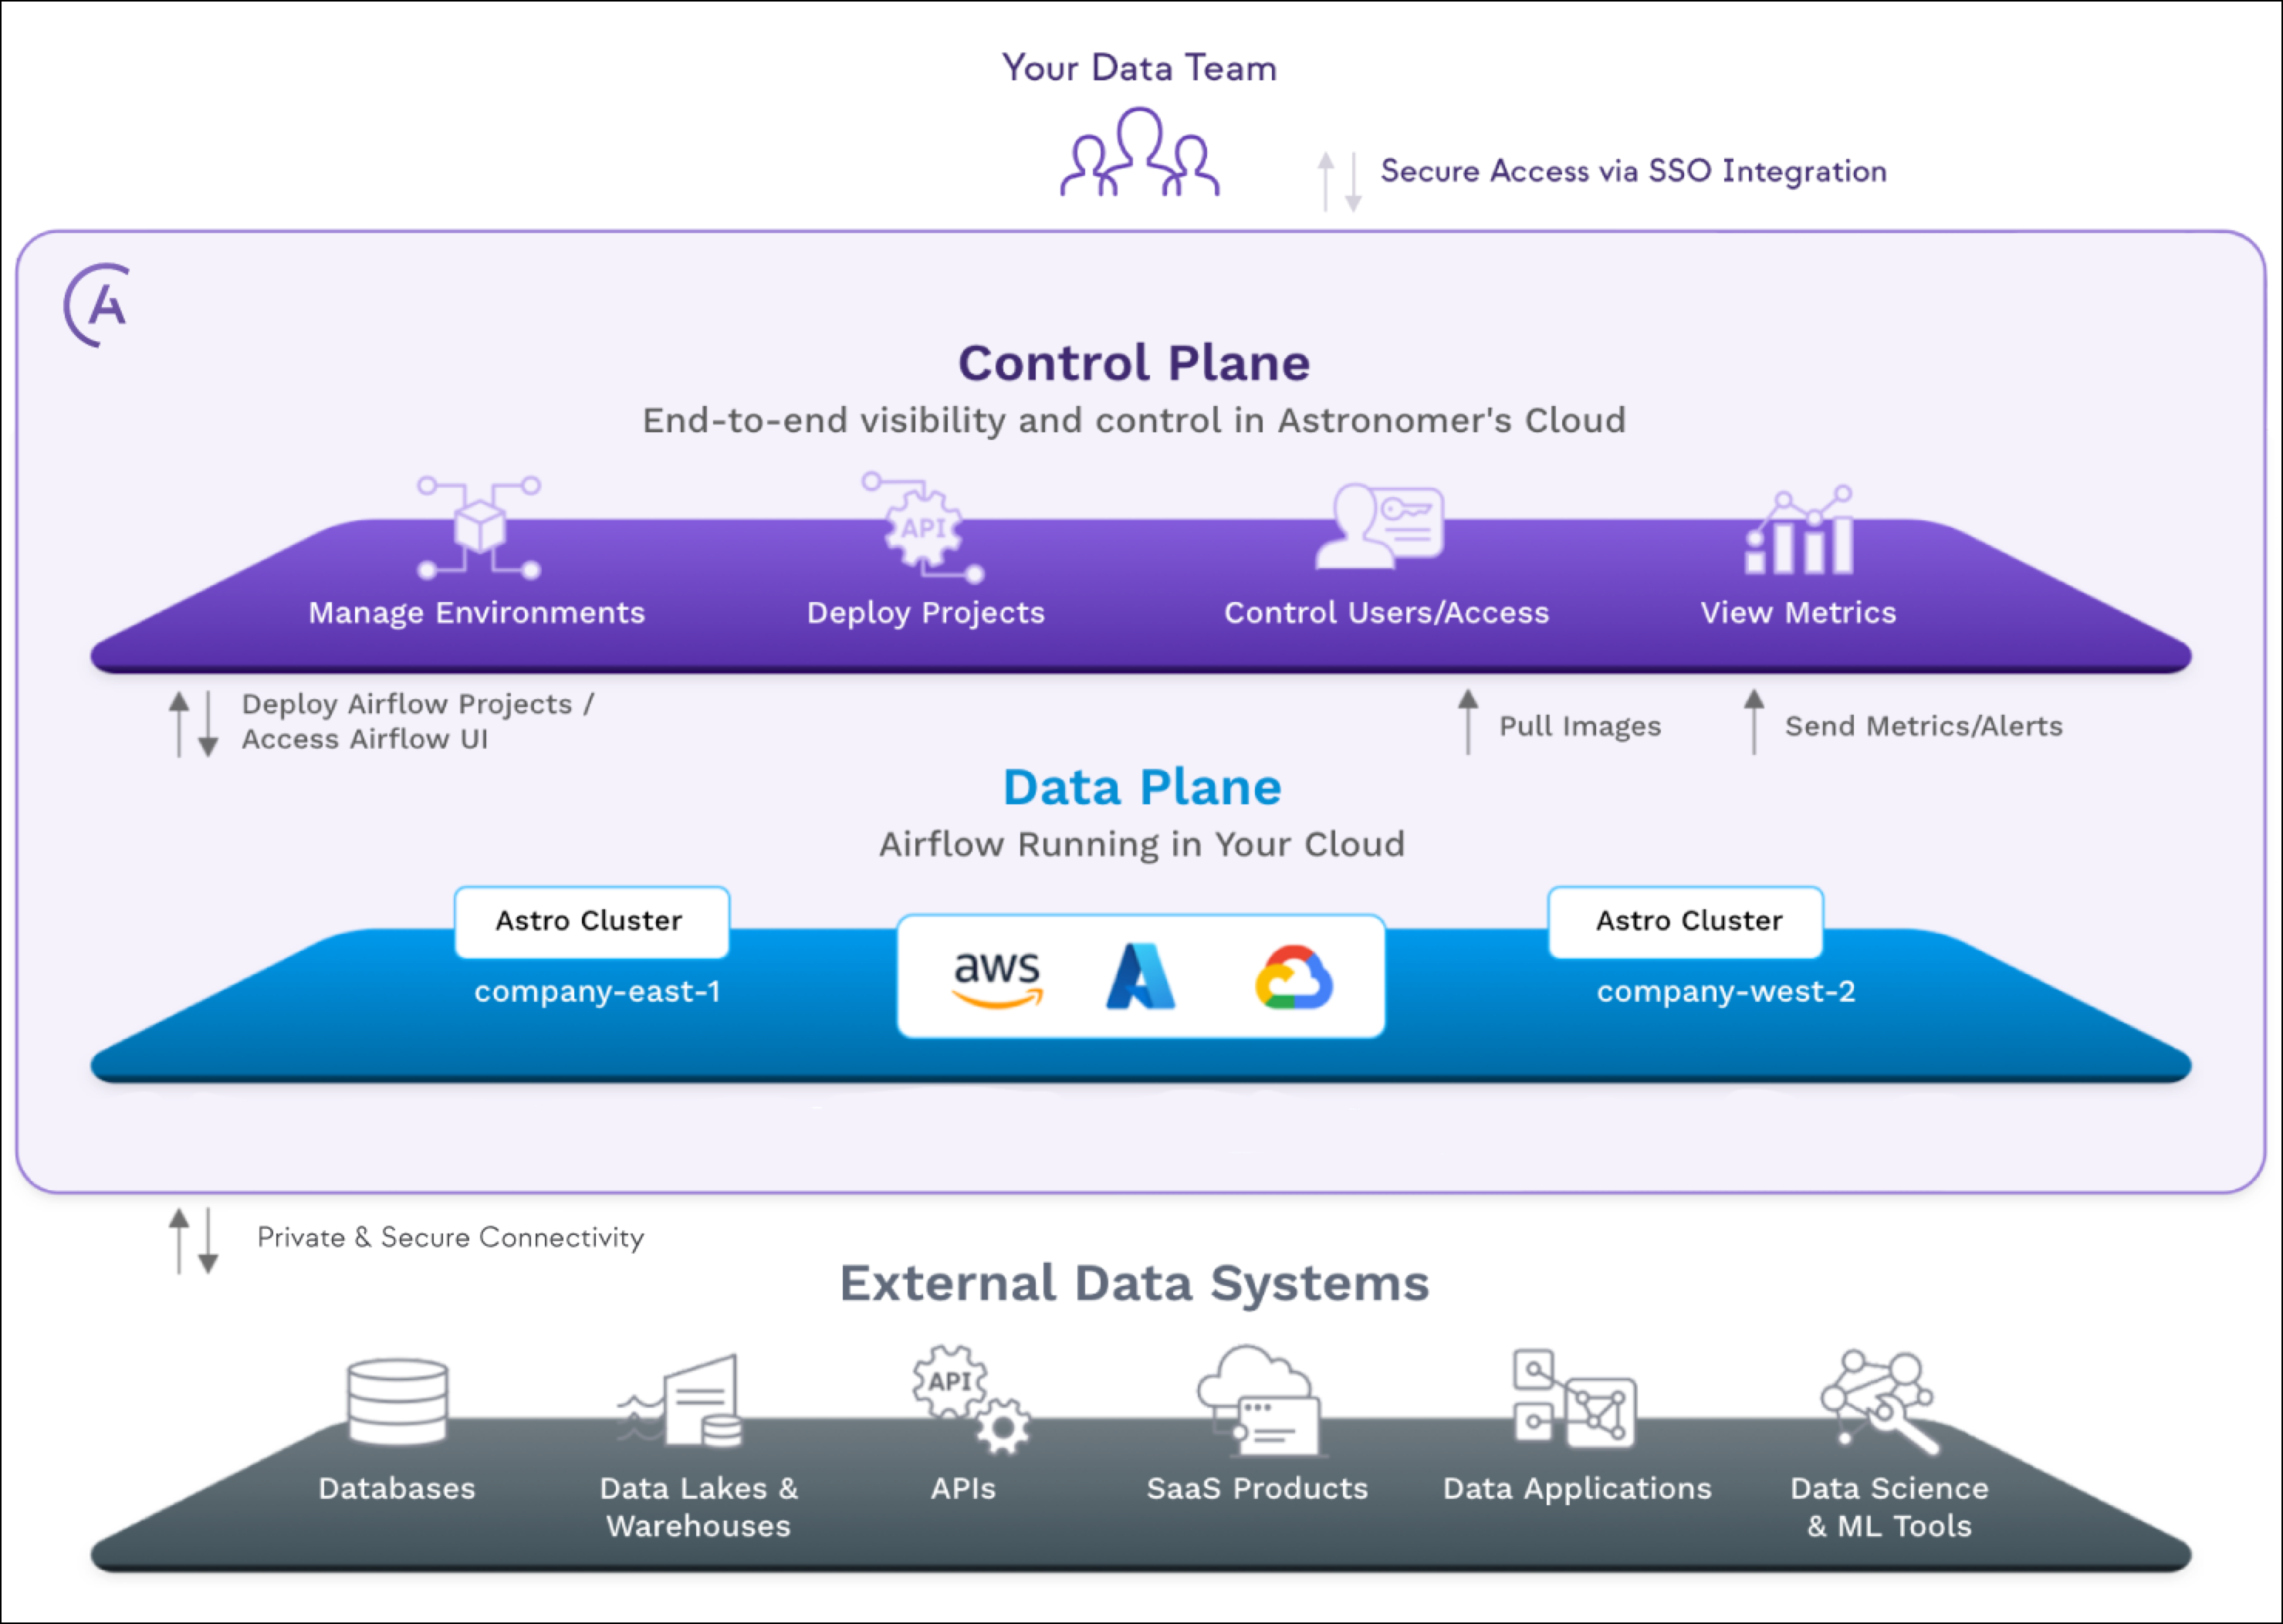 Your Data Team
Secure Access via SSO Integration
A
Control Plane
End-to-end visibility and control in Astronomer's Cloud
API
Manage Environments
Deploy Projects
Control Users/Access
View Metrics
Deploy Airflow Projects /
Access Airflow UI
Pull Images
Send Metrics/Alerts
Data Plane
Airflow Running in Your Cloud
Astro Cluster
company-east-1
aws
Astro Cluster
company-west-2
Private & Secure Connectivity
External Data Systems
API
Databases
Data Lakes &
Warehouses
APIs
SaaS Products
Data Applications
Data Science
& ML Tools